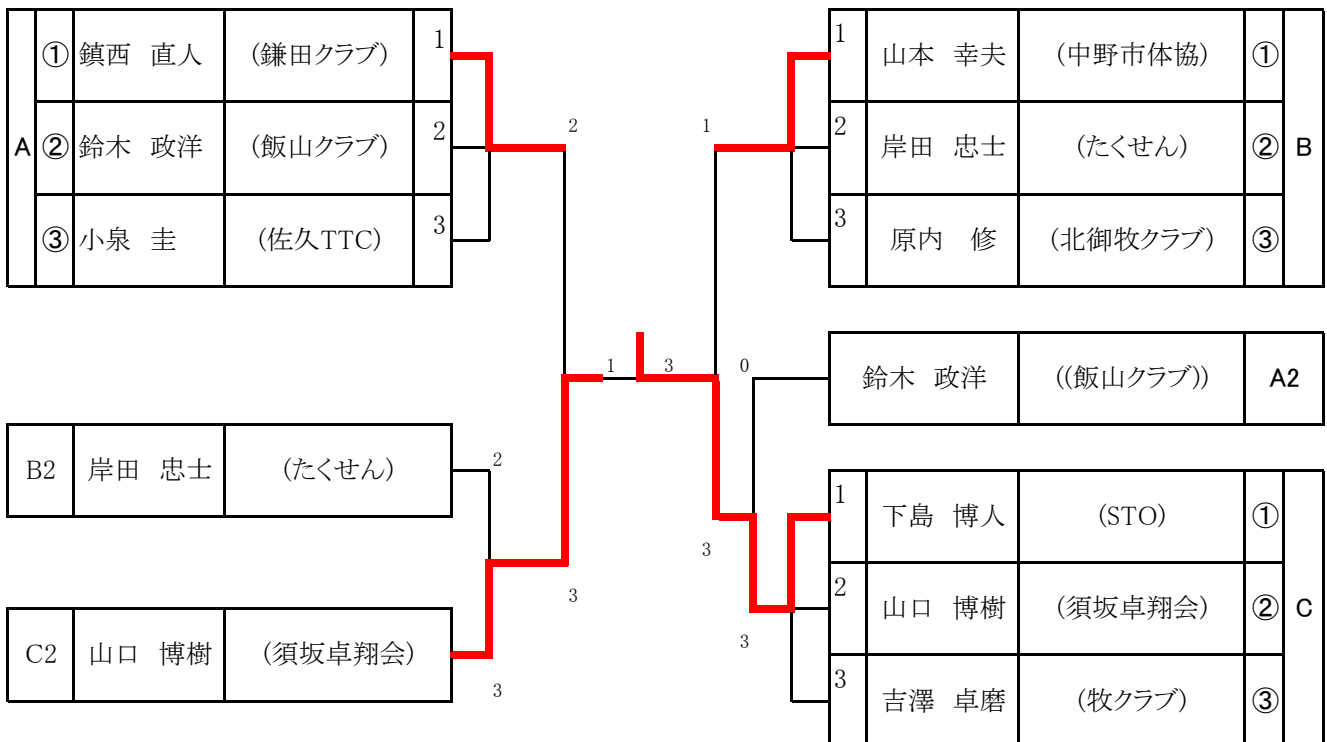 A
① 鎮西 直人 (鎌田クラブ) 1
② 鈴木 政洋 (飯山クラブ) 2
③ 小泉 圭 (佐久TTC) 3
2
1
1 山本 幸夫 (中野市体協) ①
2 岸田 忠士 (たくせん) ②
B
3 原内 修 (北御牧クラブ) ③
1
3
0
鈴木 政洋 ((飯山クラブ)) A2
B2 岸田 忠士 (たくせん)
2
3
C2 山口 博樹 (須坂卓翔会)
3
3
3
1 下島 博人 (STO) ①
2 山口 博樹 (須坂卓翔会) ②
C
3 吉澤 卓磨 (牧クラブ) ③